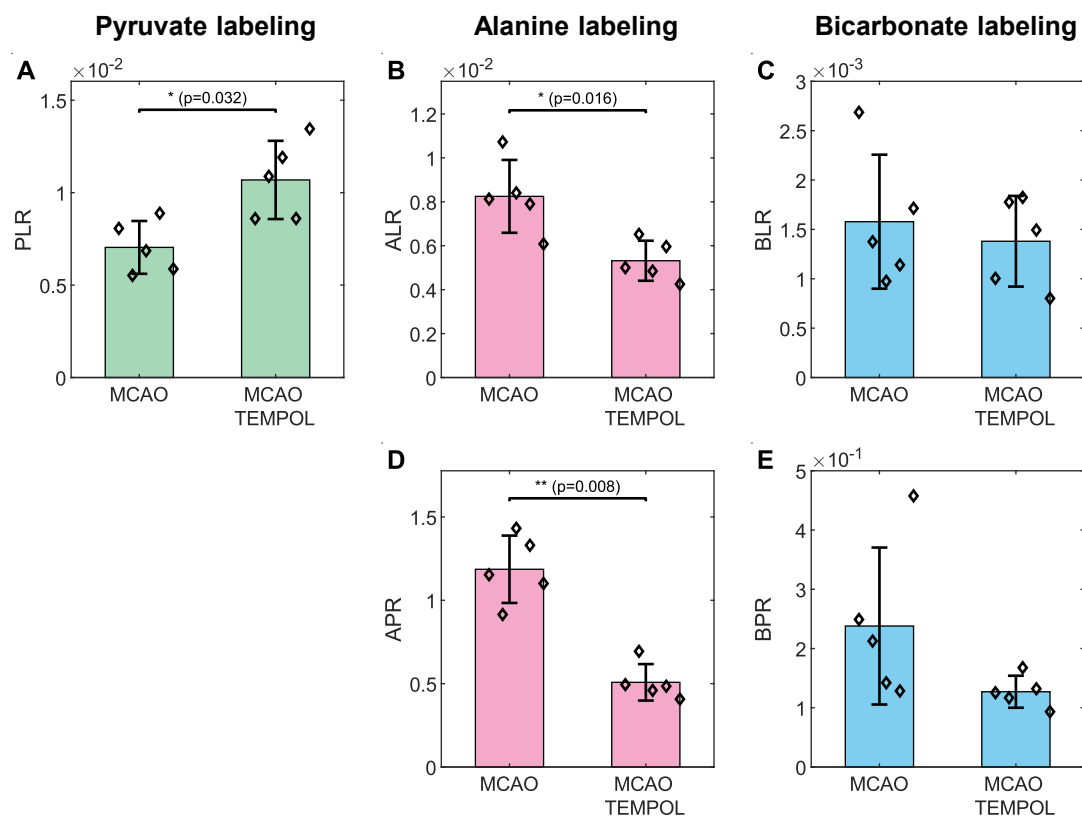 Pyruvate labeling
Alanine labeling
Bicarbonate labeling
A
×10⁻²
* (p=0.032)
1.5
1
0.5
0
PLR
MCAO
MCAO
TEMPOL
B
×10⁻²
* (p=0.016)
1.2
1
0.8
0.6
0.4
0.2
0
ALR
MCAO
MCAO
TEMPOL
C
×10⁻³
3
2.5
2
1.5
1
0.5
0
BLR
MCAO
MCAO
TEMPOL
D
** (p=0.008)
1.5
1
0.5
0
APR
MCAO
MCAO
TEMPOL
E
×10⁻¹
5
4
3
2
1
0
BPR
MCAO
MCAO
TEMPOL